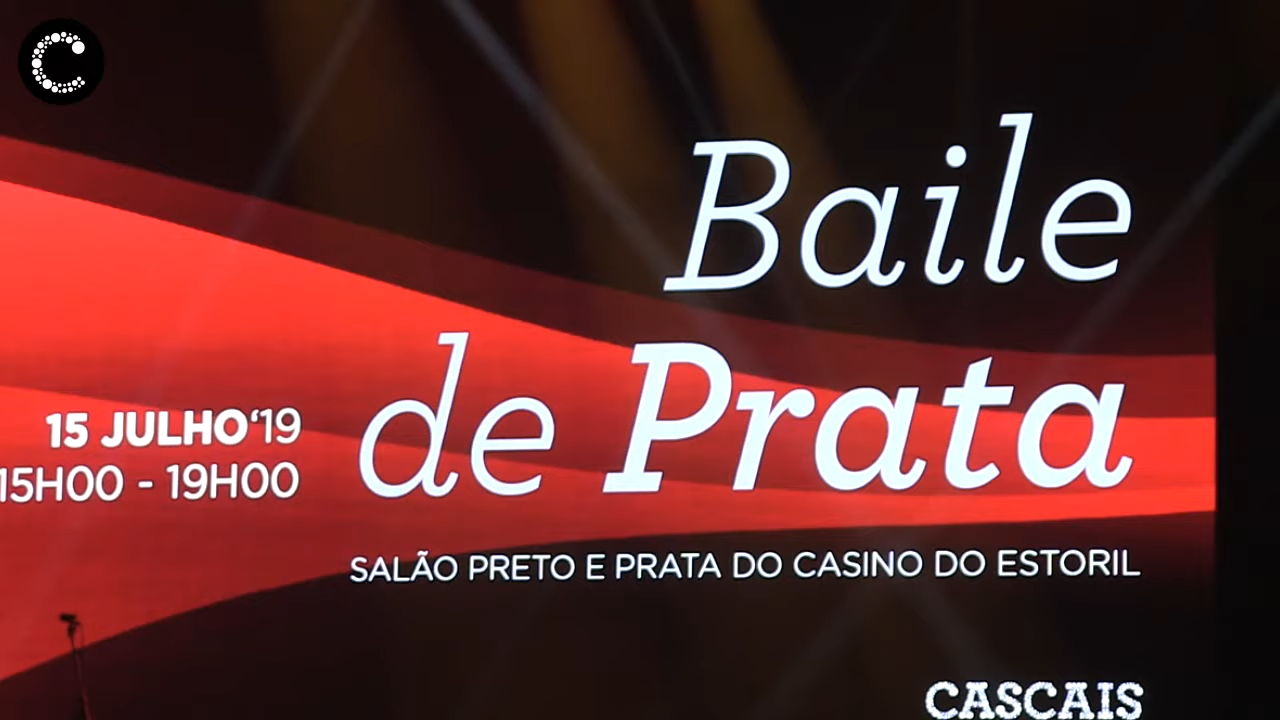 Baile
de Prata
15 JULHO‘19
15H00 - 19H00
SALÃO PRETO E PRATA DO CASINO DO ESTORIL
CASCAIS